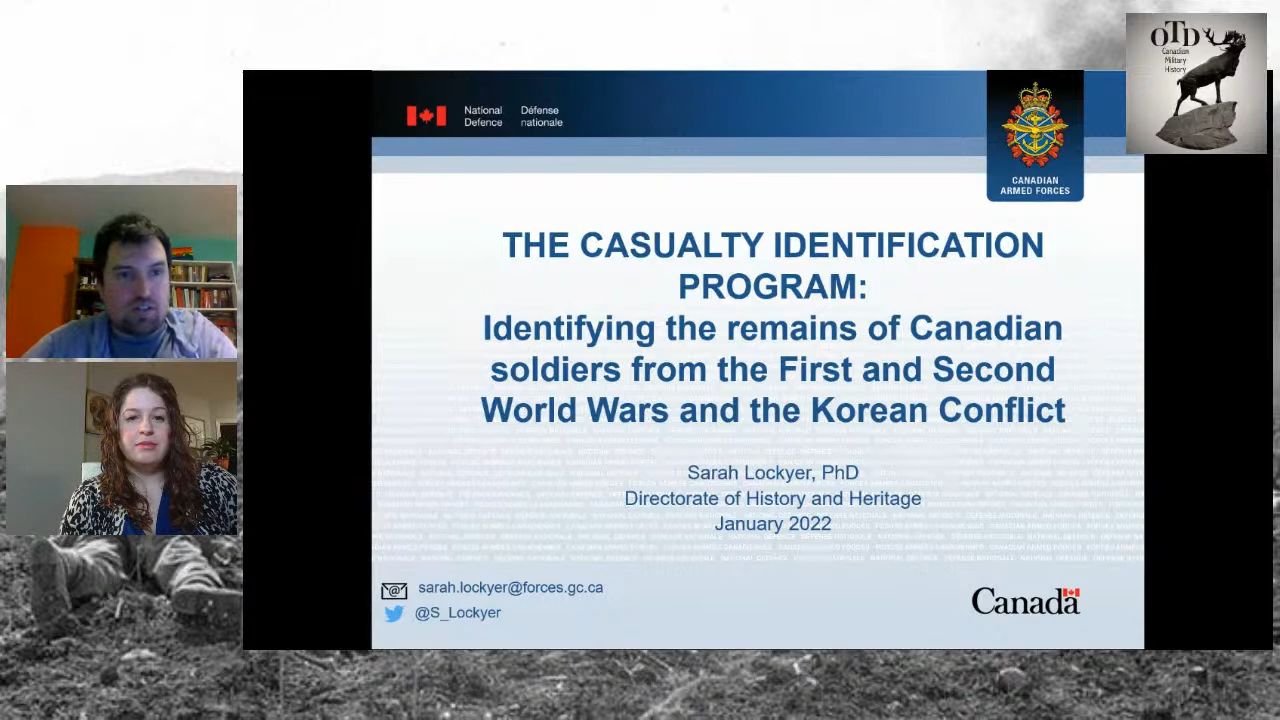 OTD
Canadian
Military
History
National Défense
Defence nationale
CANADIAN
ARMED FORCES
THE CASUALTY IDENTIFICATION
PROGRAM:
Identifying the remains of Canadian
soldiers from the First and Second
World Wars and the Korean Conflict
Sarah Lockyer, PhD
Directorate of History and Heritage
January 2022
sarah.lockyer@forces.gc.ca
@S_Lockyer
Canada